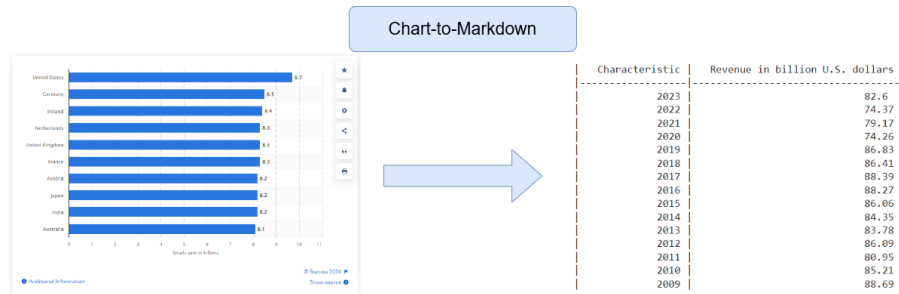 Chart-to-Markdown
United States 9.7
Germany 8.5
Ireland 8.4
Netherlands 8.3
United Kingdom 8.3
France 8.3
Austria 8.2
Japan 8.2
India 8.2
Australia 8.1
0 1 2 3 4 5 6 7 8 9 10 11
Emails sent in billions
© Statista 2024
Additional Information
Show source
| Characteristic | Revenue in billion U.S. dollars
|----------------|--------------------------------
| 2023 | 82.6
| 2022 | 74.37
| 2021 | 79.17
| 2020 | 74.26
| 2019 | 86.83
| 2018 | 86.41
| 2017 | 88.39
| 2016 | 88.27
| 2015 | 86.06
| 2014 | 84.35
| 2013 | 83.78
| 2012 | 86.09
| 2011 | 80.95
| 2010 | 85.21
| 2009 | 88.69